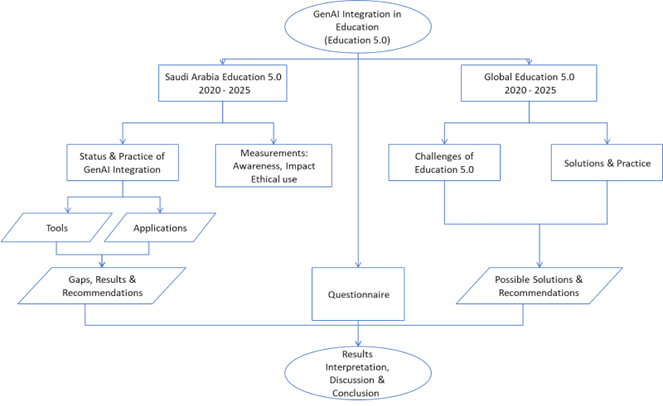 GenAI Integration in
Education
(Education 5.0)
Saudi Arabia Education 5.0
2020 - 2025
Global Education 5.0
2020 - 2025
Status & Practice of
GenAI Integration
Measurements:
Awareness, Impact
Ethical use
Challenges of
Education 5.0
Solutions & Practice
Tools
Applications
Gaps, Results &
Recommendations
Questionnaire
Possible Solutions &
Recommendations
Results
Interpretation,
Discussion &
Conclusion